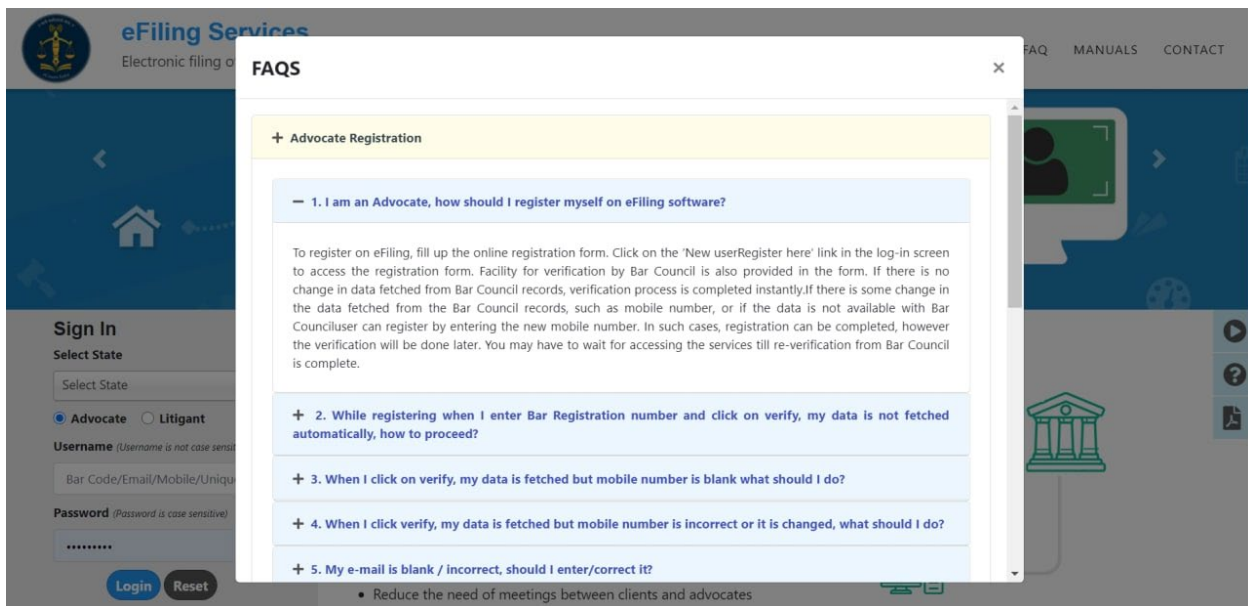 eFiling Services
Electronic filing o
FAQ MANUALS CONTACT
FAQS
×
+ Advocate Registration
− 1. I am an Advocate, how should I register myself on eFiling software?
To register on eFiling, fill up the online registration form. Click on the 'New userRegister here' link in the log-in screen
to access the registration form. Facility for verification by Bar Council is also provided in the form. If there is no
change in data fetched from Bar Council records, verification process is completed instantly.If there is some change in
the data fetched from the Bar Council records, such as mobile number, or if the data is not available with Bar
Counciluser can register by entering the new mobile number. In such cases, registration can be completed, however
the verification will be done later. You may have to wait for accessing the services till re-verification from Bar Council
is complete.
+ 2. While registering when I enter Bar Registration number and click on verify, my data is not fetched
automatically, how to proceed?
+ 3. When I click on verify, my data is fetched but mobile number is blank what should I do?
+ 4. When I click verify, my data is fetched but mobile number is incorrect or it is changed, what should I do?
+ 5. My e-mail is blank / incorrect, should I enter/correct it?
Sign In
Select State
Select State
Advocate Litigant
Username (Username is not case sensit
Bar Code/Email/Mobile/Uniqu
Password (Password is case sensitive)
•••••••••
Login Reset
• Reduce the need of meetings between clients and advocates